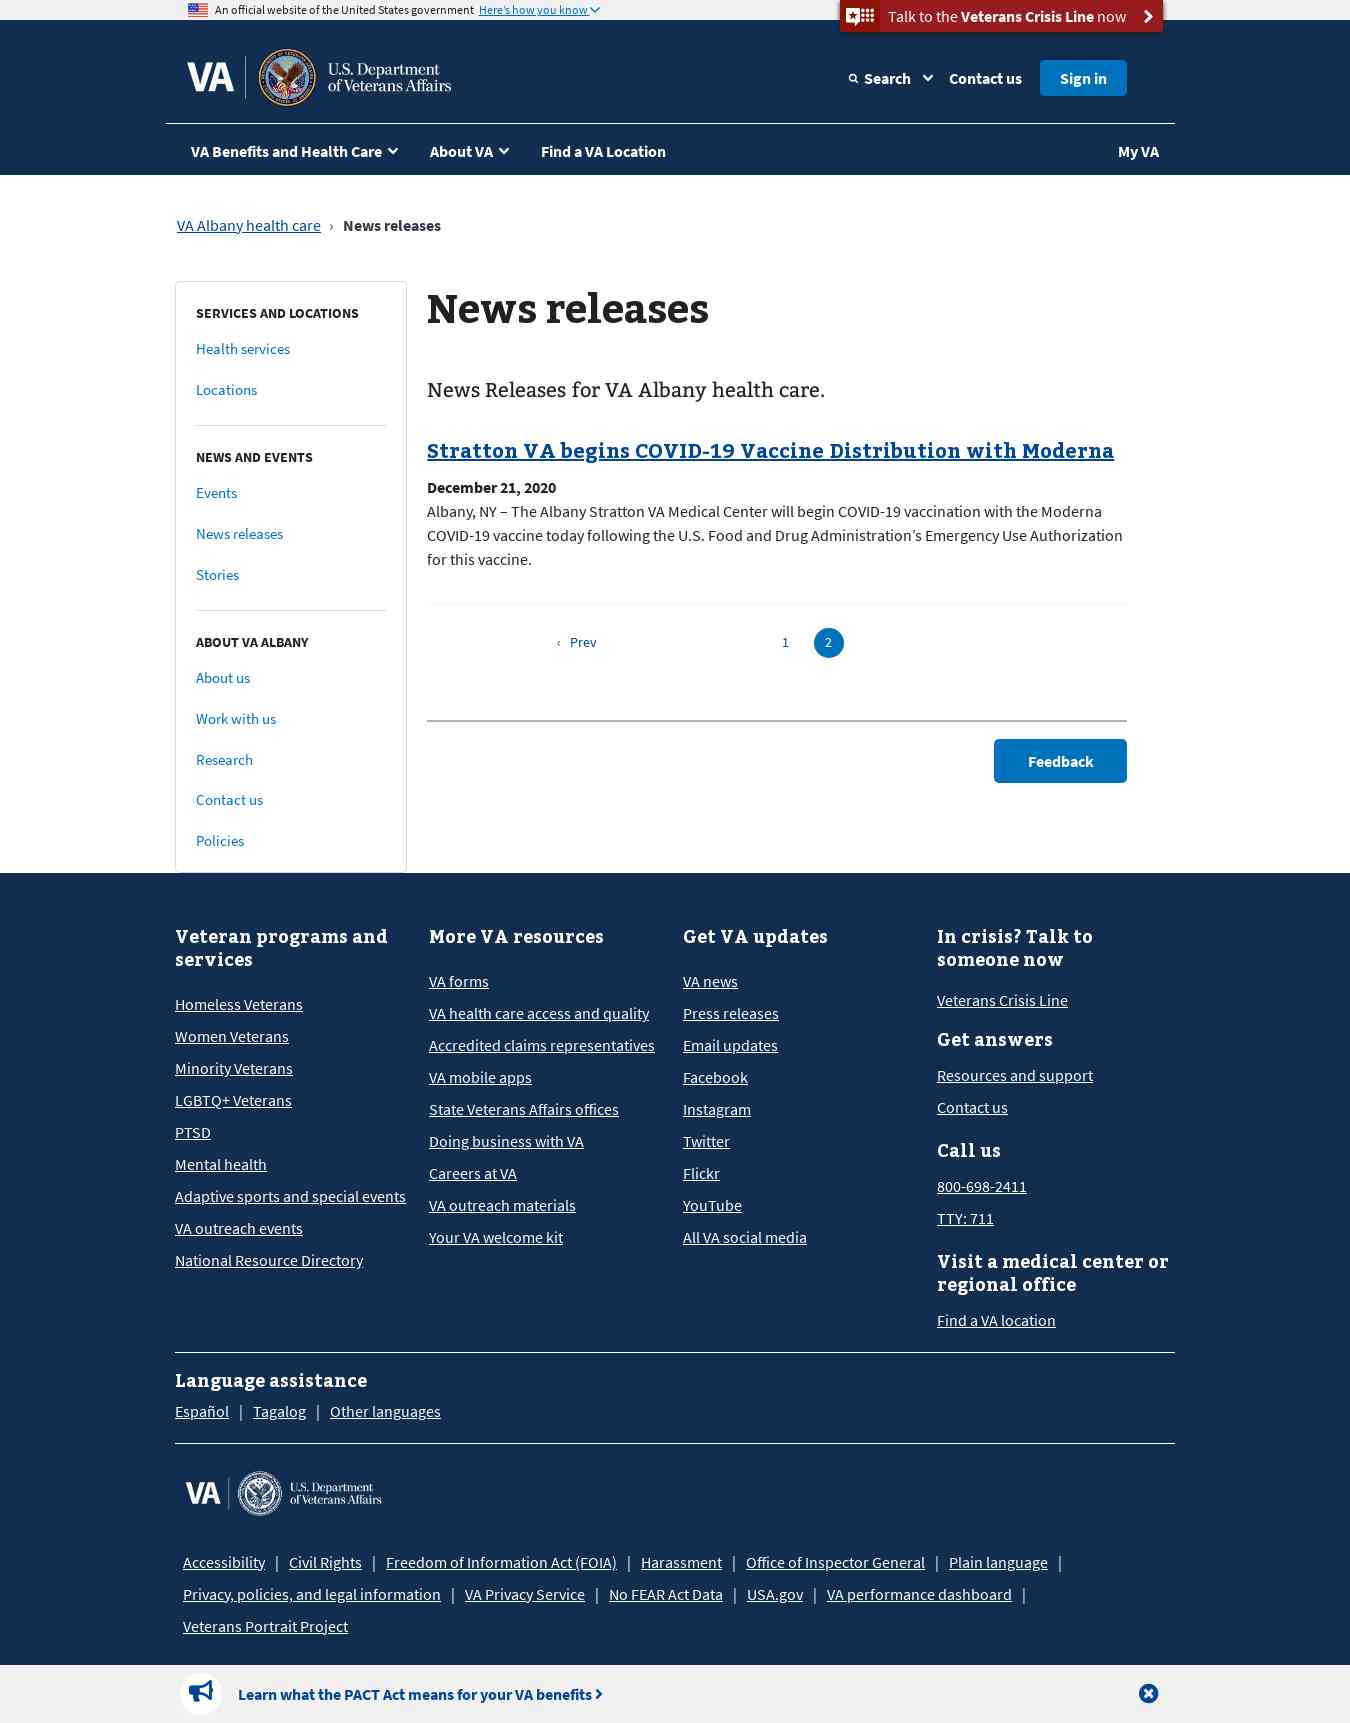 An official website of the United States government Here's how you know
Talk to the Veterans Crisis Line now
VA
U.S. Department
of Veterans Affairs
Search
Contact us
Sign in
VA Benefits and Health Care
About VA
Find a VA Location
My VA
VA Albany health care › News releases
SERVICES AND LOCATIONS
Health services
Locations
NEWS AND EVENTS
Events
News releases
Stories
ABOUT VA ALBANY
About us
Work with us
Research
Contact us
Policies
News releases
News Releases for VA Albany health care.
Stratton VA begins COVID-19 Vaccine Distribution with Moderna
December 21, 2020
Albany, NY – The Albany Stratton VA Medical Center will begin COVID-19 vaccination with the Moderna
COVID-19 vaccine today following the U.S. Food and Drug Administration’s Emergency Use Authorization
for this vaccine.
‹ Prev 1 2
Feedback
Veteran programs and
services
Homeless Veterans
Women Veterans
Minority Veterans
LGBTQ+ Veterans
PTSD
Mental health
Adaptive sports and special events
VA outreach events
National Resource Directory
More VA resources
VA forms
VA health care access and quality
Accredited claims representatives
VA mobile apps
State Veterans Affairs offices
Doing business with VA
Careers at VA
VA outreach materials
Your VA welcome kit
Get VA updates
VA news
Press releases
Email updates
Facebook
Instagram
Twitter
Flickr
YouTube
All VA social media
In crisis? Talk to
someone now
Veterans Crisis Line
Get answers
Resources and support
Contact us
Call us
800-698-2411
TTY: 711
Visit a medical center or
regional office
Find a VA location
Language assistance
Español | Tagalog | Other languages
VA
U.S. Department
of Veterans Affairs
Accessibility | Civil Rights | Freedom of Information Act (FOIA) | Harassment | Office of Inspector General | Plain language |
Privacy, policies, and legal information | VA Privacy Service | No FEAR Act Data | USA.gov | VA performance dashboard |
Veterans Portrait Project
Learn what the PACT Act means for your VA benefits